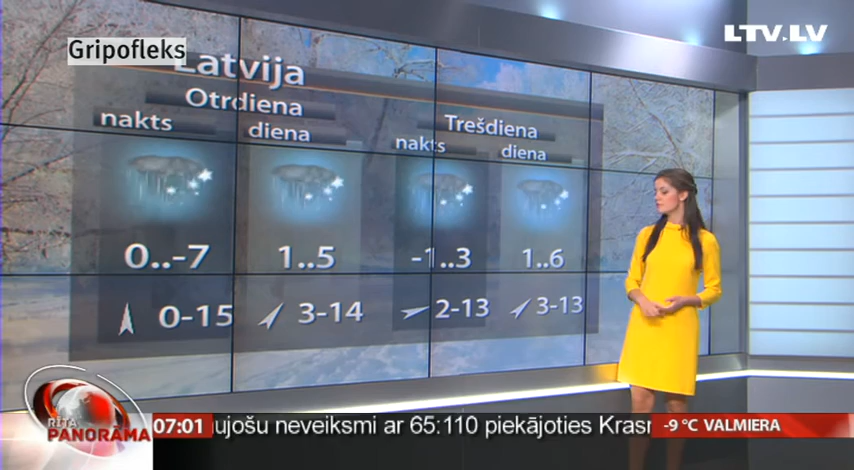 Gripofleks
LTV.LV
Latvija
Otrdiena
Trešdiena
nakts
diena
nakts
diena
0..-7
1..5
-1..3
1..6
0-15
3-14
2-13
3-13
RĪTA
PANORĀMA
07:01
ujošu neveiksmi ar 65:110 piekājoties Krasn
-9 °C VALMIERA